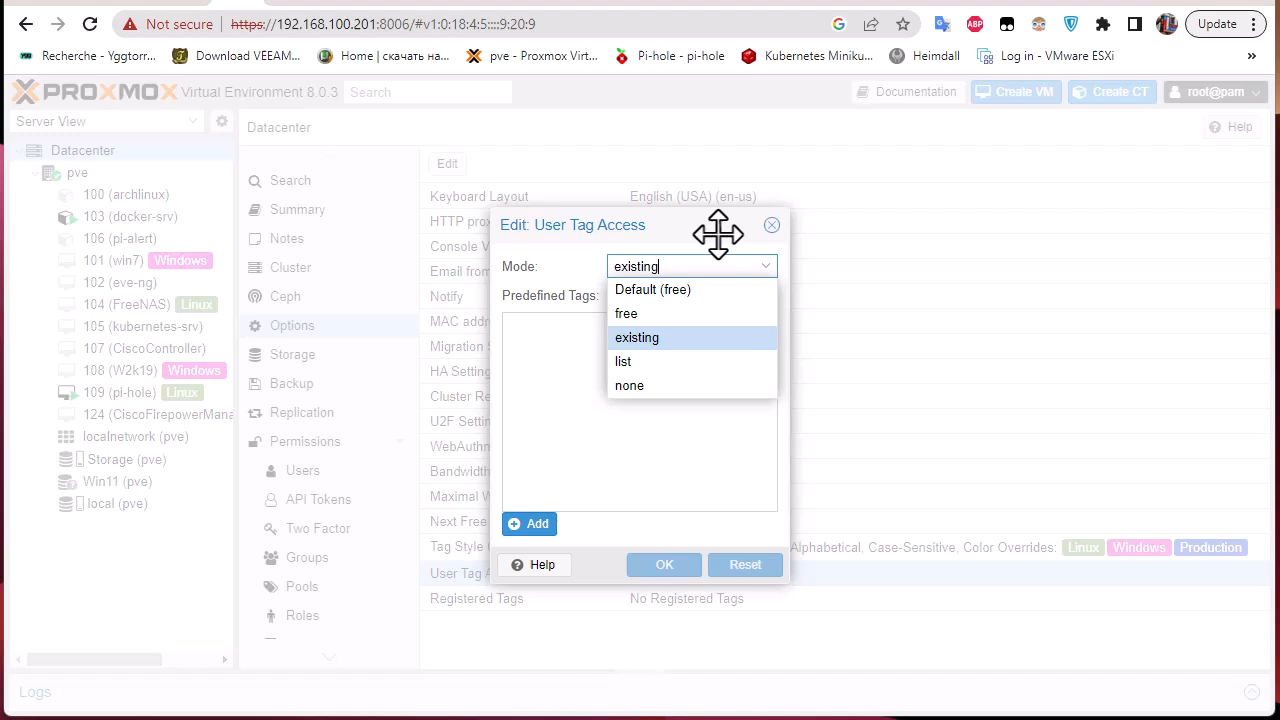 Not secure https://192.168.100.201:8006/#v1:0:18:4:5::::9:20:9
Update
Recherche - Yggtorr...
Download VEEAM...
Home | скачать на...
pve - Proxmox Virt...
Pi-hole - pi-hole
Kubernetes Miniku...
Heimdall
Log in - VMware ESXi
»
PROXMOX Virtual Environment 8.0.3
Search
Documentation
Create VM
Create CT
root@pam
Server View
Datacenter
pve
100 (archlinux)
103 (docker-srv)
106 (pi-alert)
101 (win7) Windows
102 (eve-ng)
104 (FreeNAS) Linux
105 (kubernetes-srv)
107 (CiscoController)
108 (W2k19) Windows
109 (pi-hole) Linux
124 (CiscoFirepowerMana
localnetwork (pve)
Storage (pve)
Win11 (pve)
local (pve)
Datacenter
Help
Search
Summary
Notes
Cluster
Ceph
Options
Storage
Backup
Replication
Permissions
Users
API Tokens
Two Factor
Groups
Pools
Roles
Edit
Keyboard Layout English (USA) (en-us)
HTTP prox
Console V
Email from
Notify
MAC addre
Migration S
HA Setting
Cluster Re
U2F Settin
WebAuthn
Bandwidth
Maximal W
Next Free
Tag Style Alphabetical, Case-Sensitive, Color Overrides: Linux Windows Production
User Tag A
Registered Tags No Registered Tags
Edit: User Tag Access
Mode: existing
Default (free)
free
existing
list
none
Predefined Tags:
Add
Help
OK
Reset
Logs